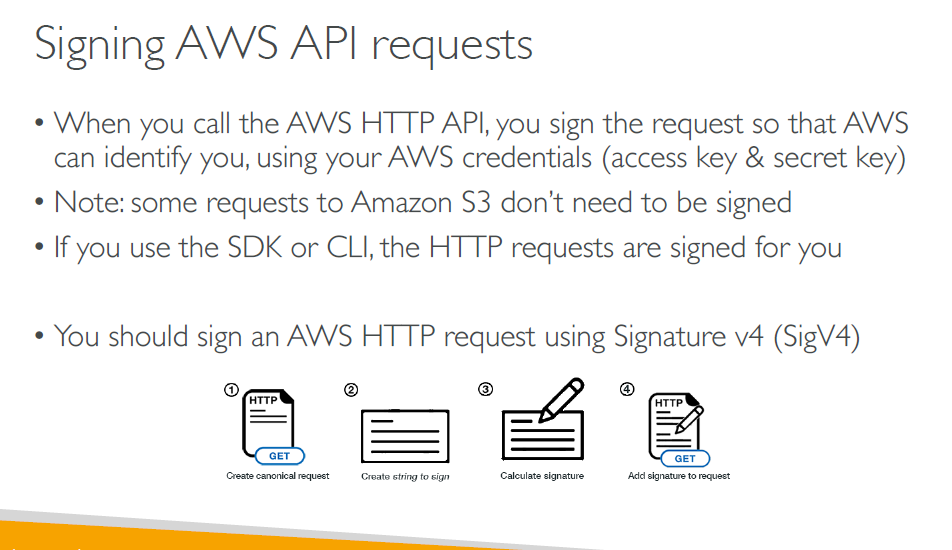 Signing AWS API requests
• When you call the AWS HTTP API, you sign the request so that AWS
can identify you, using your AWS credentials (access key & secret key)
• Note: some requests to Amazon S3 don’t need to be signed
• If you use the SDK or CLI, the HTTP requests are signed for you
• You should sign an AWS HTTP request using Signature v4 (SigV4)
1
HTTP
GET
Create canonical request
2
Create string to sign
3
Calculate signature
4
HTTP
GET
Add signature to request